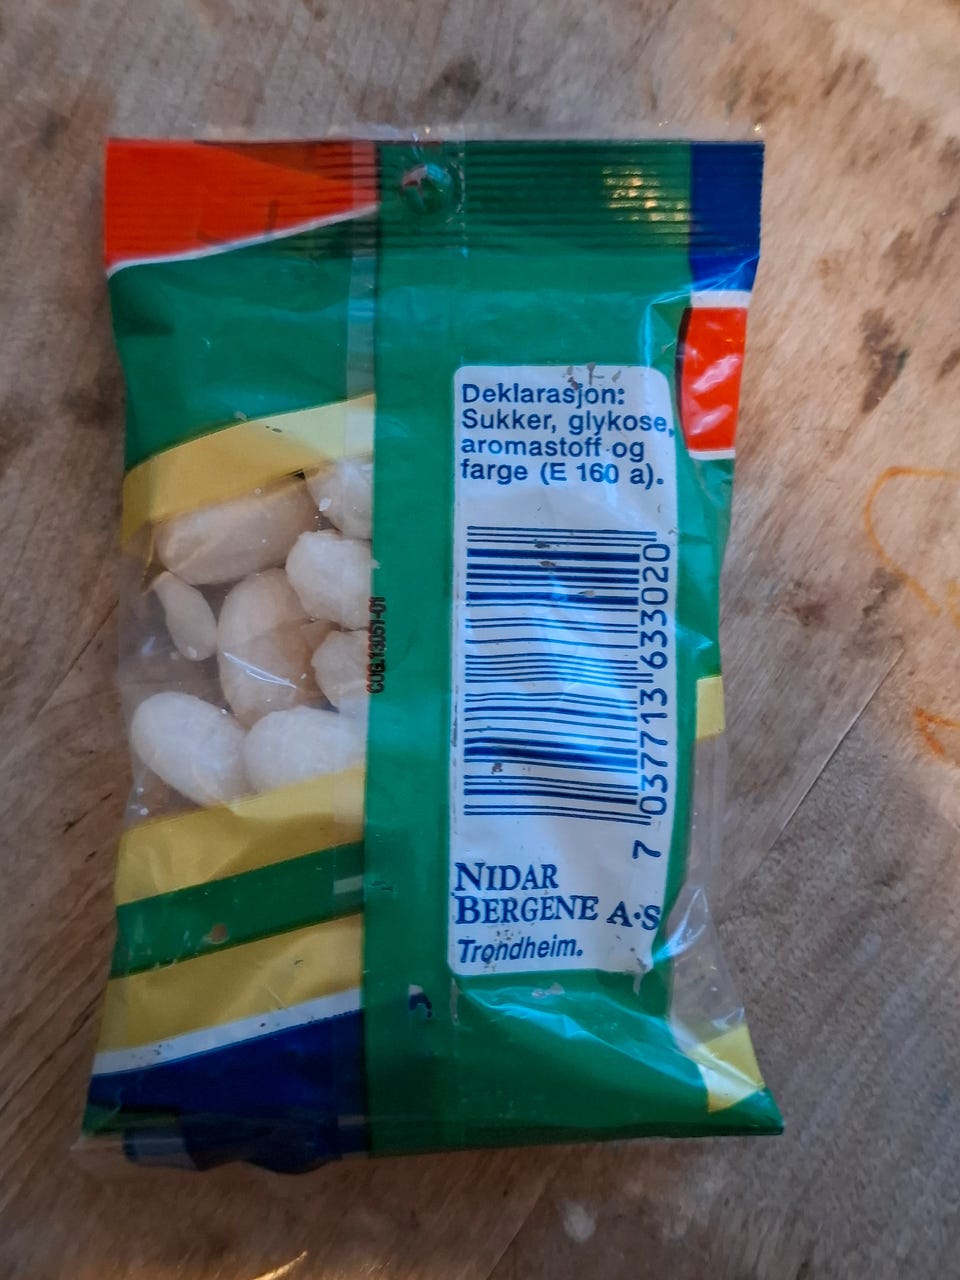 Deklarasjon:
Sukker, glykose,
aromastoff og
farge (E 160 a).
7 037713 633020
NIDAR
BERGENE A·S
Trondheim.